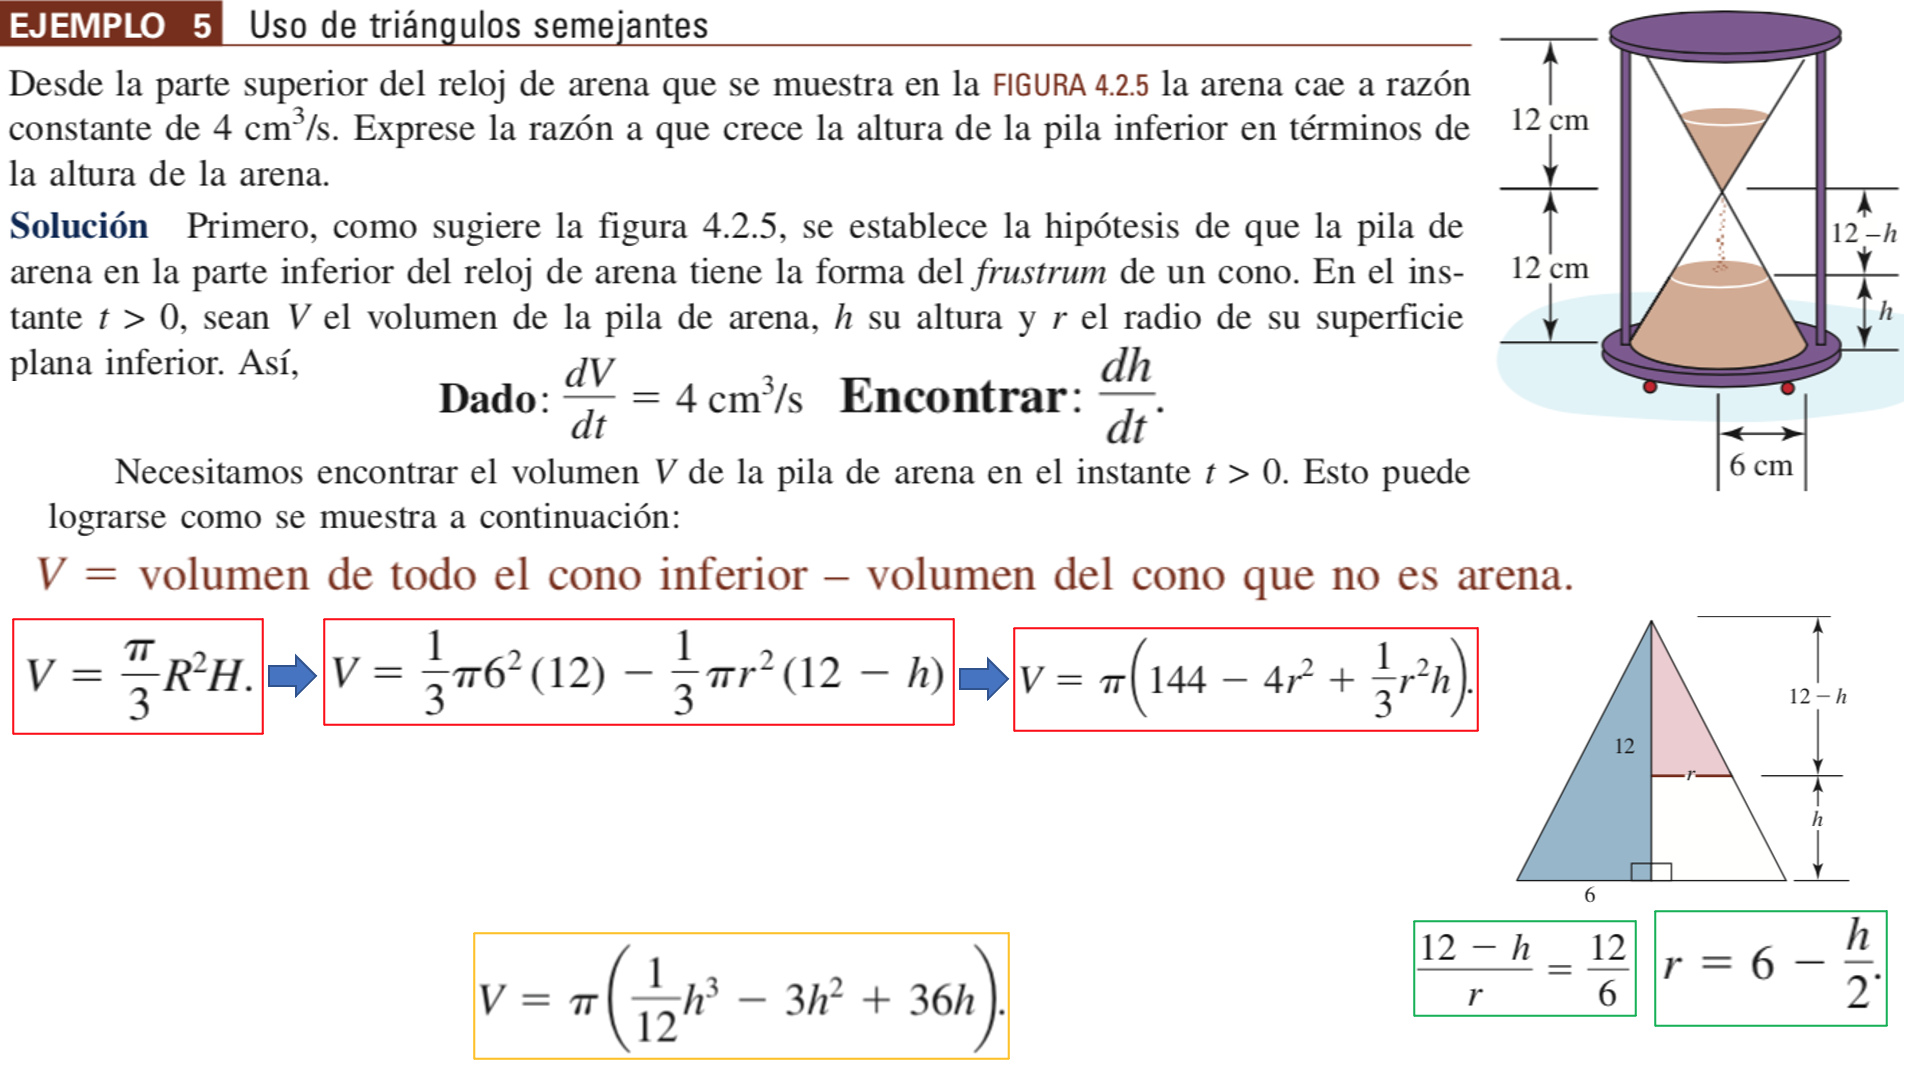 EJEMPLO 5 Uso de triángulos semejantes
Desde la parte superior del reloj de arena que se muestra en la FIGURA 4.2.5 la arena cae a razón
constante de 4 cm³/s. Exprese la razón a que crece la altura de la pila inferior en términos de
la altura de la arena.
Solución Primero, como sugiere la figura 4.2.5, se establece la hipótesis de que la pila de
arena en la parte inferior del reloj de arena tiene la forma del frustrum de un cono. En el ins-
tante t > 0, sean V el volumen de la pila de arena, h su altura y r el radio de su superficie
plana inferior. Así,
Dado: dV/dt = 4 cm³/s Encontrar: dh/dt.
Necesitamos encontrar el volumen V de la pila de arena en el instante t > 0. Esto puede
lograrse como se muestra a continuación:
V = volumen de todo el cono inferior – volumen del cono que no es arena.
V = π/3 R²H.
V = 1/3 π6² (12) − 1/3 πr² (12 − h)
V = π(144 − 4r² + 1/3 r²h).
V = π(1/12 h³ − 3h² + 36h).
12 cm
12 cm
12 – h
h
6 cm
12 – h
12
r
h
6
12 − h / r = 12/6
r = 6 − h/2.